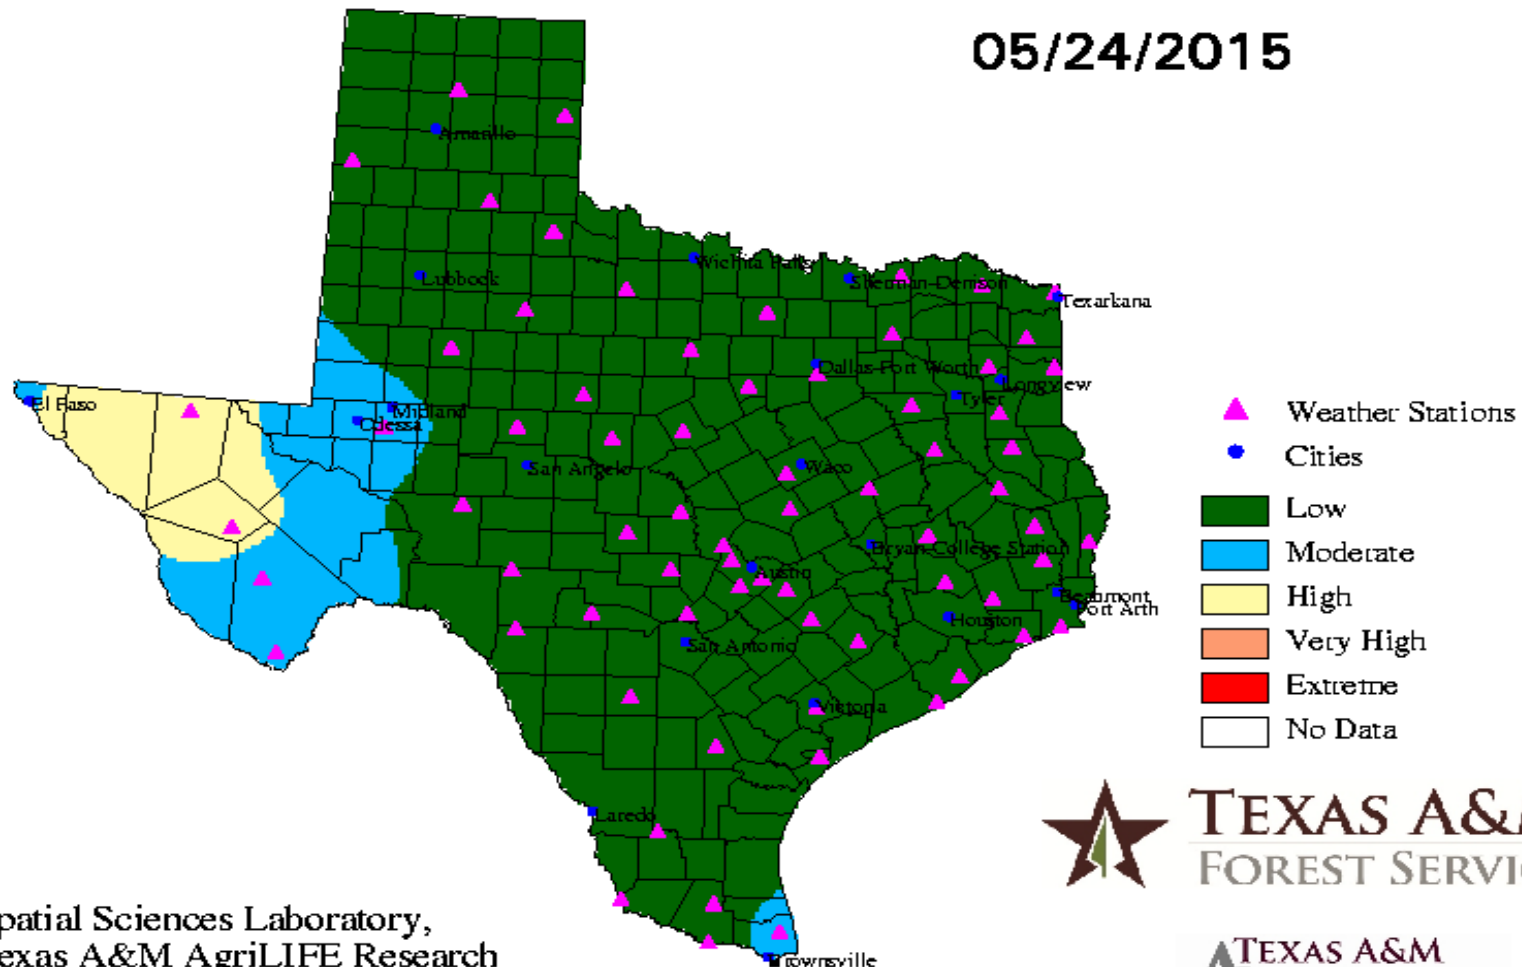 05/24/2015
Amarillo
Lubbock
Wichita Falls
Sherman-Denison
Texarkana
Dallas-Fort Worth
Longview
Tyler
El Paso
Midland
Odessa
San Angelo
Waco
Bryan-College Station
Austin
Beaumont
Port Arth
Houston
San Antonio
Victoria
Laredo
Brownsville
Weather Stations
Cities
Low
Moderate
High
Very High
Extreme
No Data
TEXAS A&M
FOREST SERVI
patial Sciences Laboratory,
exas A&M AgriLIFE Research
TEXAS A&M